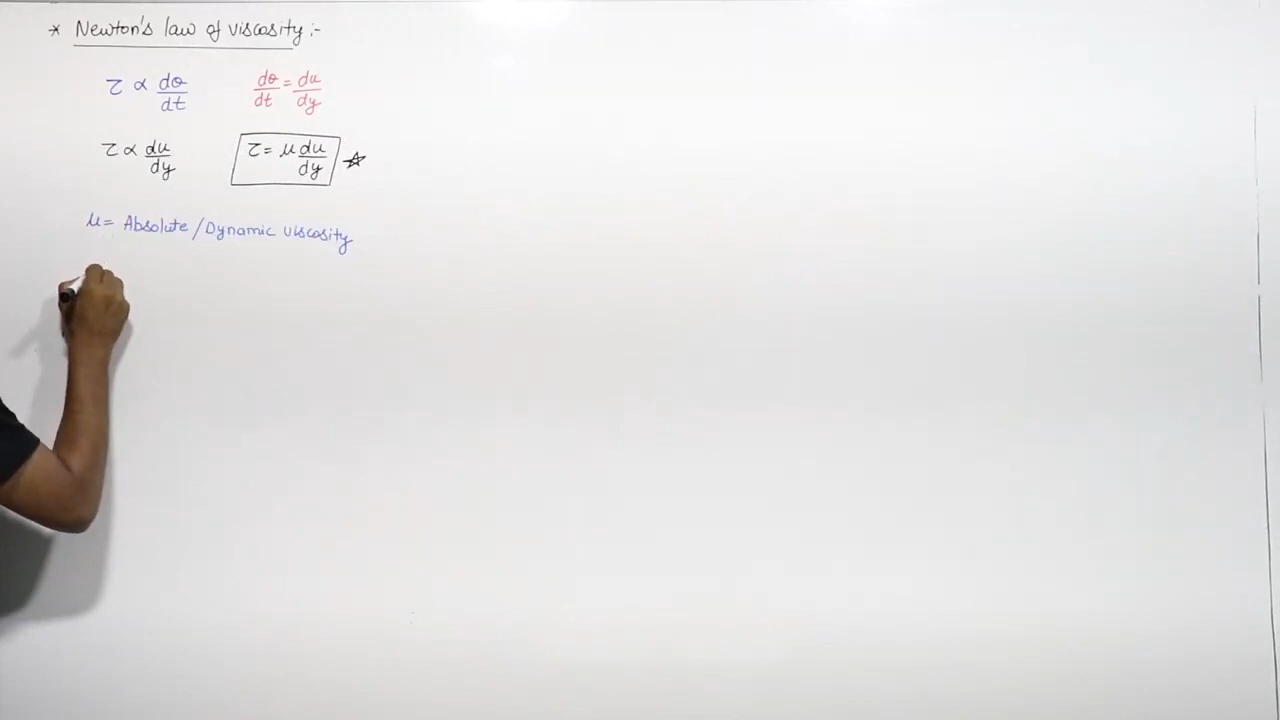 * Newton's law of viscosity :-
τ ∝ dθ/dt dθ/dt = du/dy
τ ∝ du/dy τ = μ du/dy ☆
μ = Absolute / Dynamic viscosity